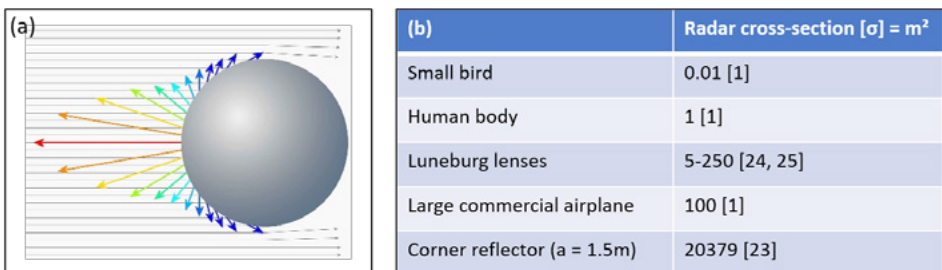 (a)
(b) Radar cross-section [σ] = m²
Small bird 0.01 [1]
Human body 1 [1]
Luneburg lenses 5-250 [24, 25]
Large commercial airplane 100 [1]
Corner reflector (a = 1.5m) 20379 [23]